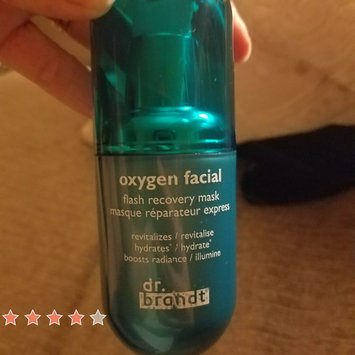 oxygen facial
flash recovery mask
masque réparateur express
revitalizes / revitalise
hydrates* / hydrate*
boosts radiance / illumine
dr.
brandt